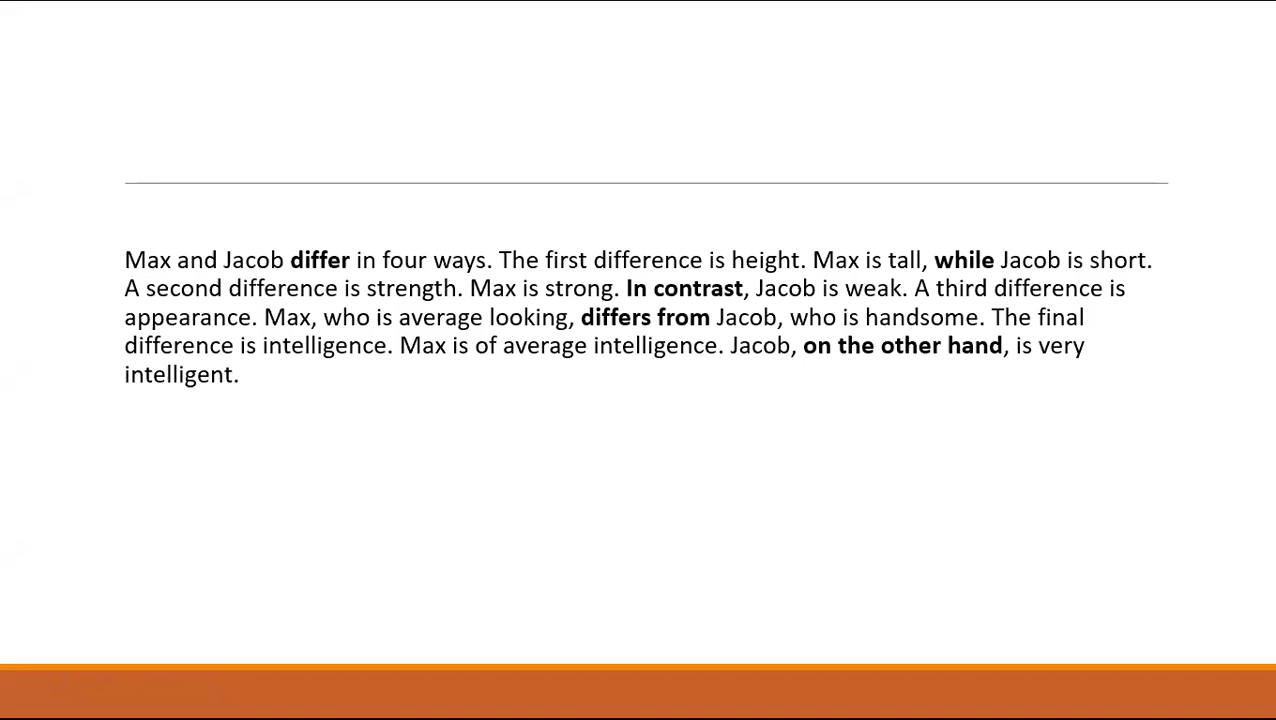 Max and Jacob differ in four ways. The first difference is height. Max is tall, while Jacob is short.
A second difference is strength. Max is strong. In contrast, Jacob is weak. A third difference is
appearance. Max, who is average looking, differs from Jacob, who is handsome. The final
difference is intelligence. Max is of average intelligence. Jacob, on the other hand, is very
intelligent.